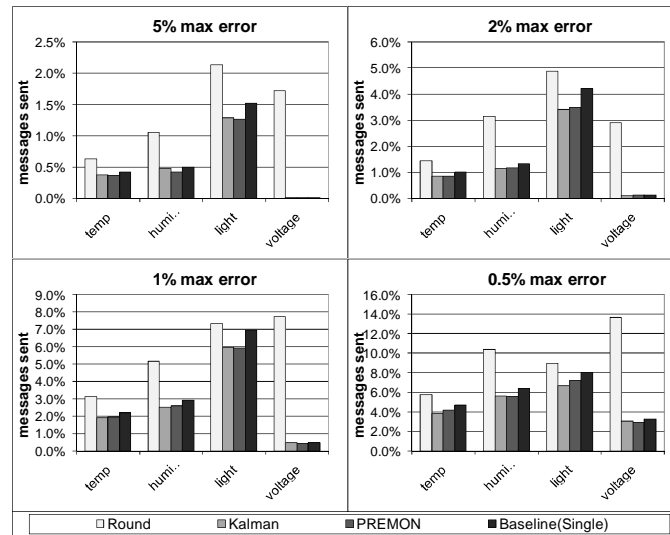 5% max error
messages sent
2.5%
2.0%
1.5%
1.0%
0.5%
0.0%
temp
humi..
light
voltage
2% max error
messages sent
6.0%
5.0%
4.0%
3.0%
2.0%
1.0%
0.0%
temp
humi..
light
voltage
1% max error
messages sent
9.0%
8.0%
7.0%
6.0%
5.0%
4.0%
3.0%
2.0%
1.0%
0.0%
temp
humi..
light
voltage
0.5% max error
messages sent
16.0%
14.0%
12.0%
10.0%
8.0%
6.0%
4.0%
2.0%
0.0%
temp
humi..
light
voltage
Round Kalman PREMON Baseline(Single)